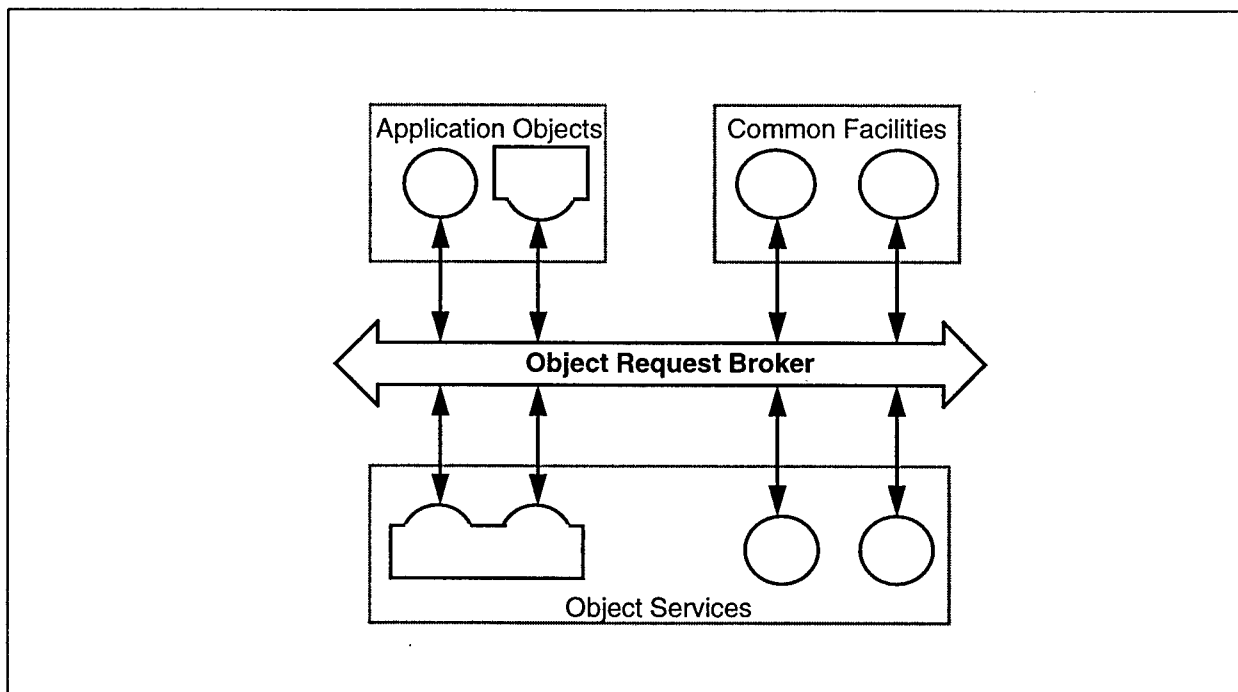 Application Objects
Common Facilities
Object Request Broker
Object Services